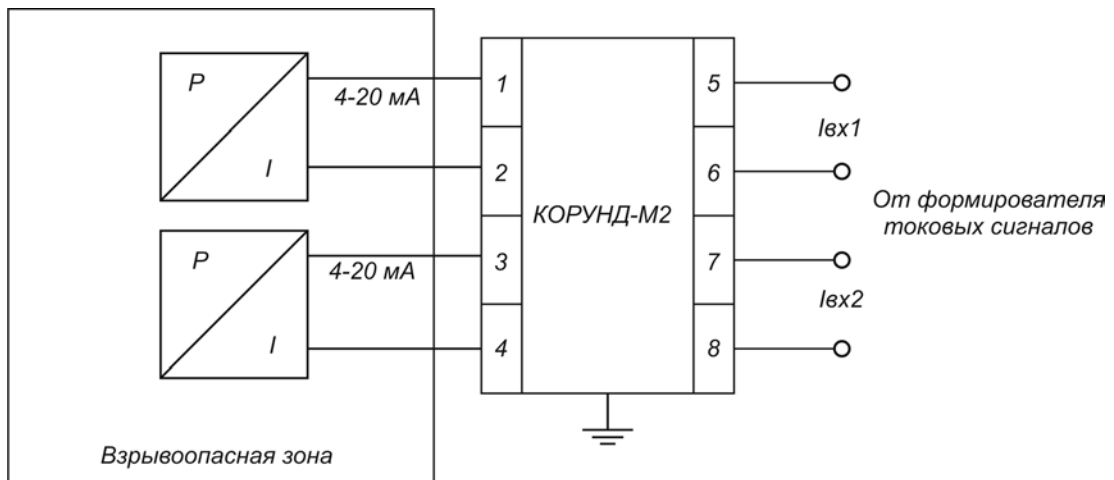 P
I
4-20 мА
P
I
4-20 мА
Взрывоопасная зона
1
2
3
4
КОРУНД-М2
5
6
7
8
Iвх1
Iвх2
От формирователя
токовых сигналов